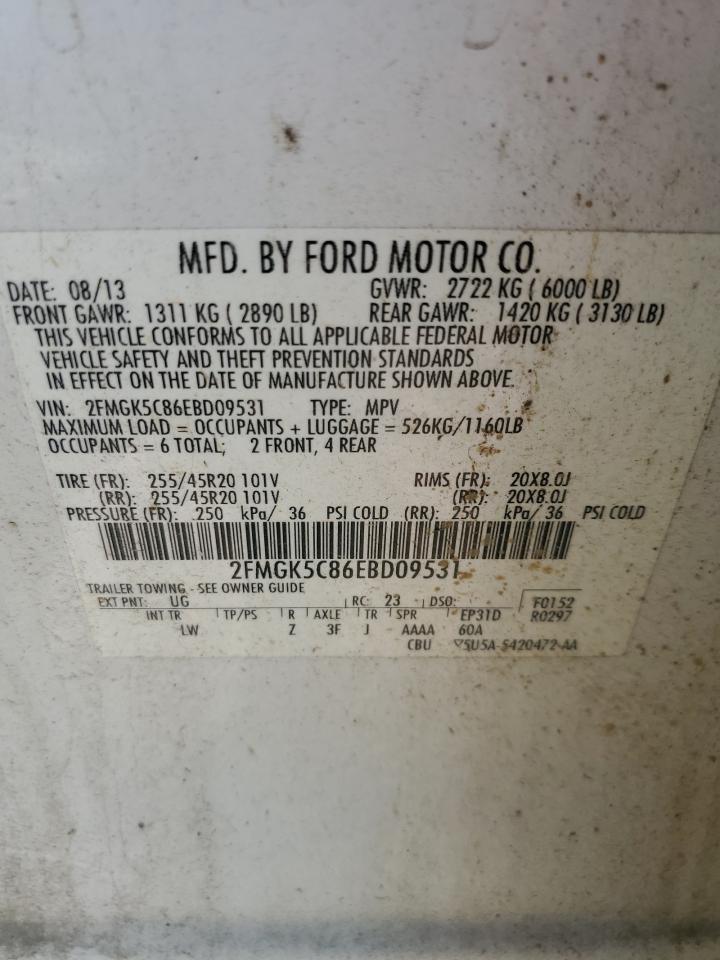 MFD. BY FORD MOTOR CO.
DATE: 08/13 GVWR: 2722 KG ( 6000 LB)
FRONT GAWR: 1311 KG ( 2890 LB) REAR GAWR: 1420 KG ( 3130 LB)
THIS VEHICLE CONFORMS TO ALL APPLICABLE FEDERAL MOTOR
VEHICLE SAFETY AND THEFT PREVENTION STANDARDS
IN EFFECT ON THE DATE OF MANUFACTURE SHOWN ABOVE.
VIN: 2FMGK5C86EBD09531 TYPE: MPV
MAXIMUM LOAD = OCCUPANTS + LUGGAGE = 526KG/1160LB
OCCUPANTS = 6 TOTAL; 2 FRONT, 4 REAR
TIRE (FR): 255/45R20 101V RIMS (FR): 20X8.0J
(RR): 255/45R20 101V (RR): 20X8.0J
PRESSURE (FR): 250 kPa/ 36 PSI COLD (RR): 250 kPa/ 36 PSI COLD
2FMGK5C86EBD09531
TRAILER TOWING - SEE OWNER GUIDE
EXT PNT: UG RC: 23 DSO: F0152
INT TR TP/PS R AXLE TR SPR EP31D R0297
LW Z 3F J AAAA 60A
CBU 5U5A-5420472-AA